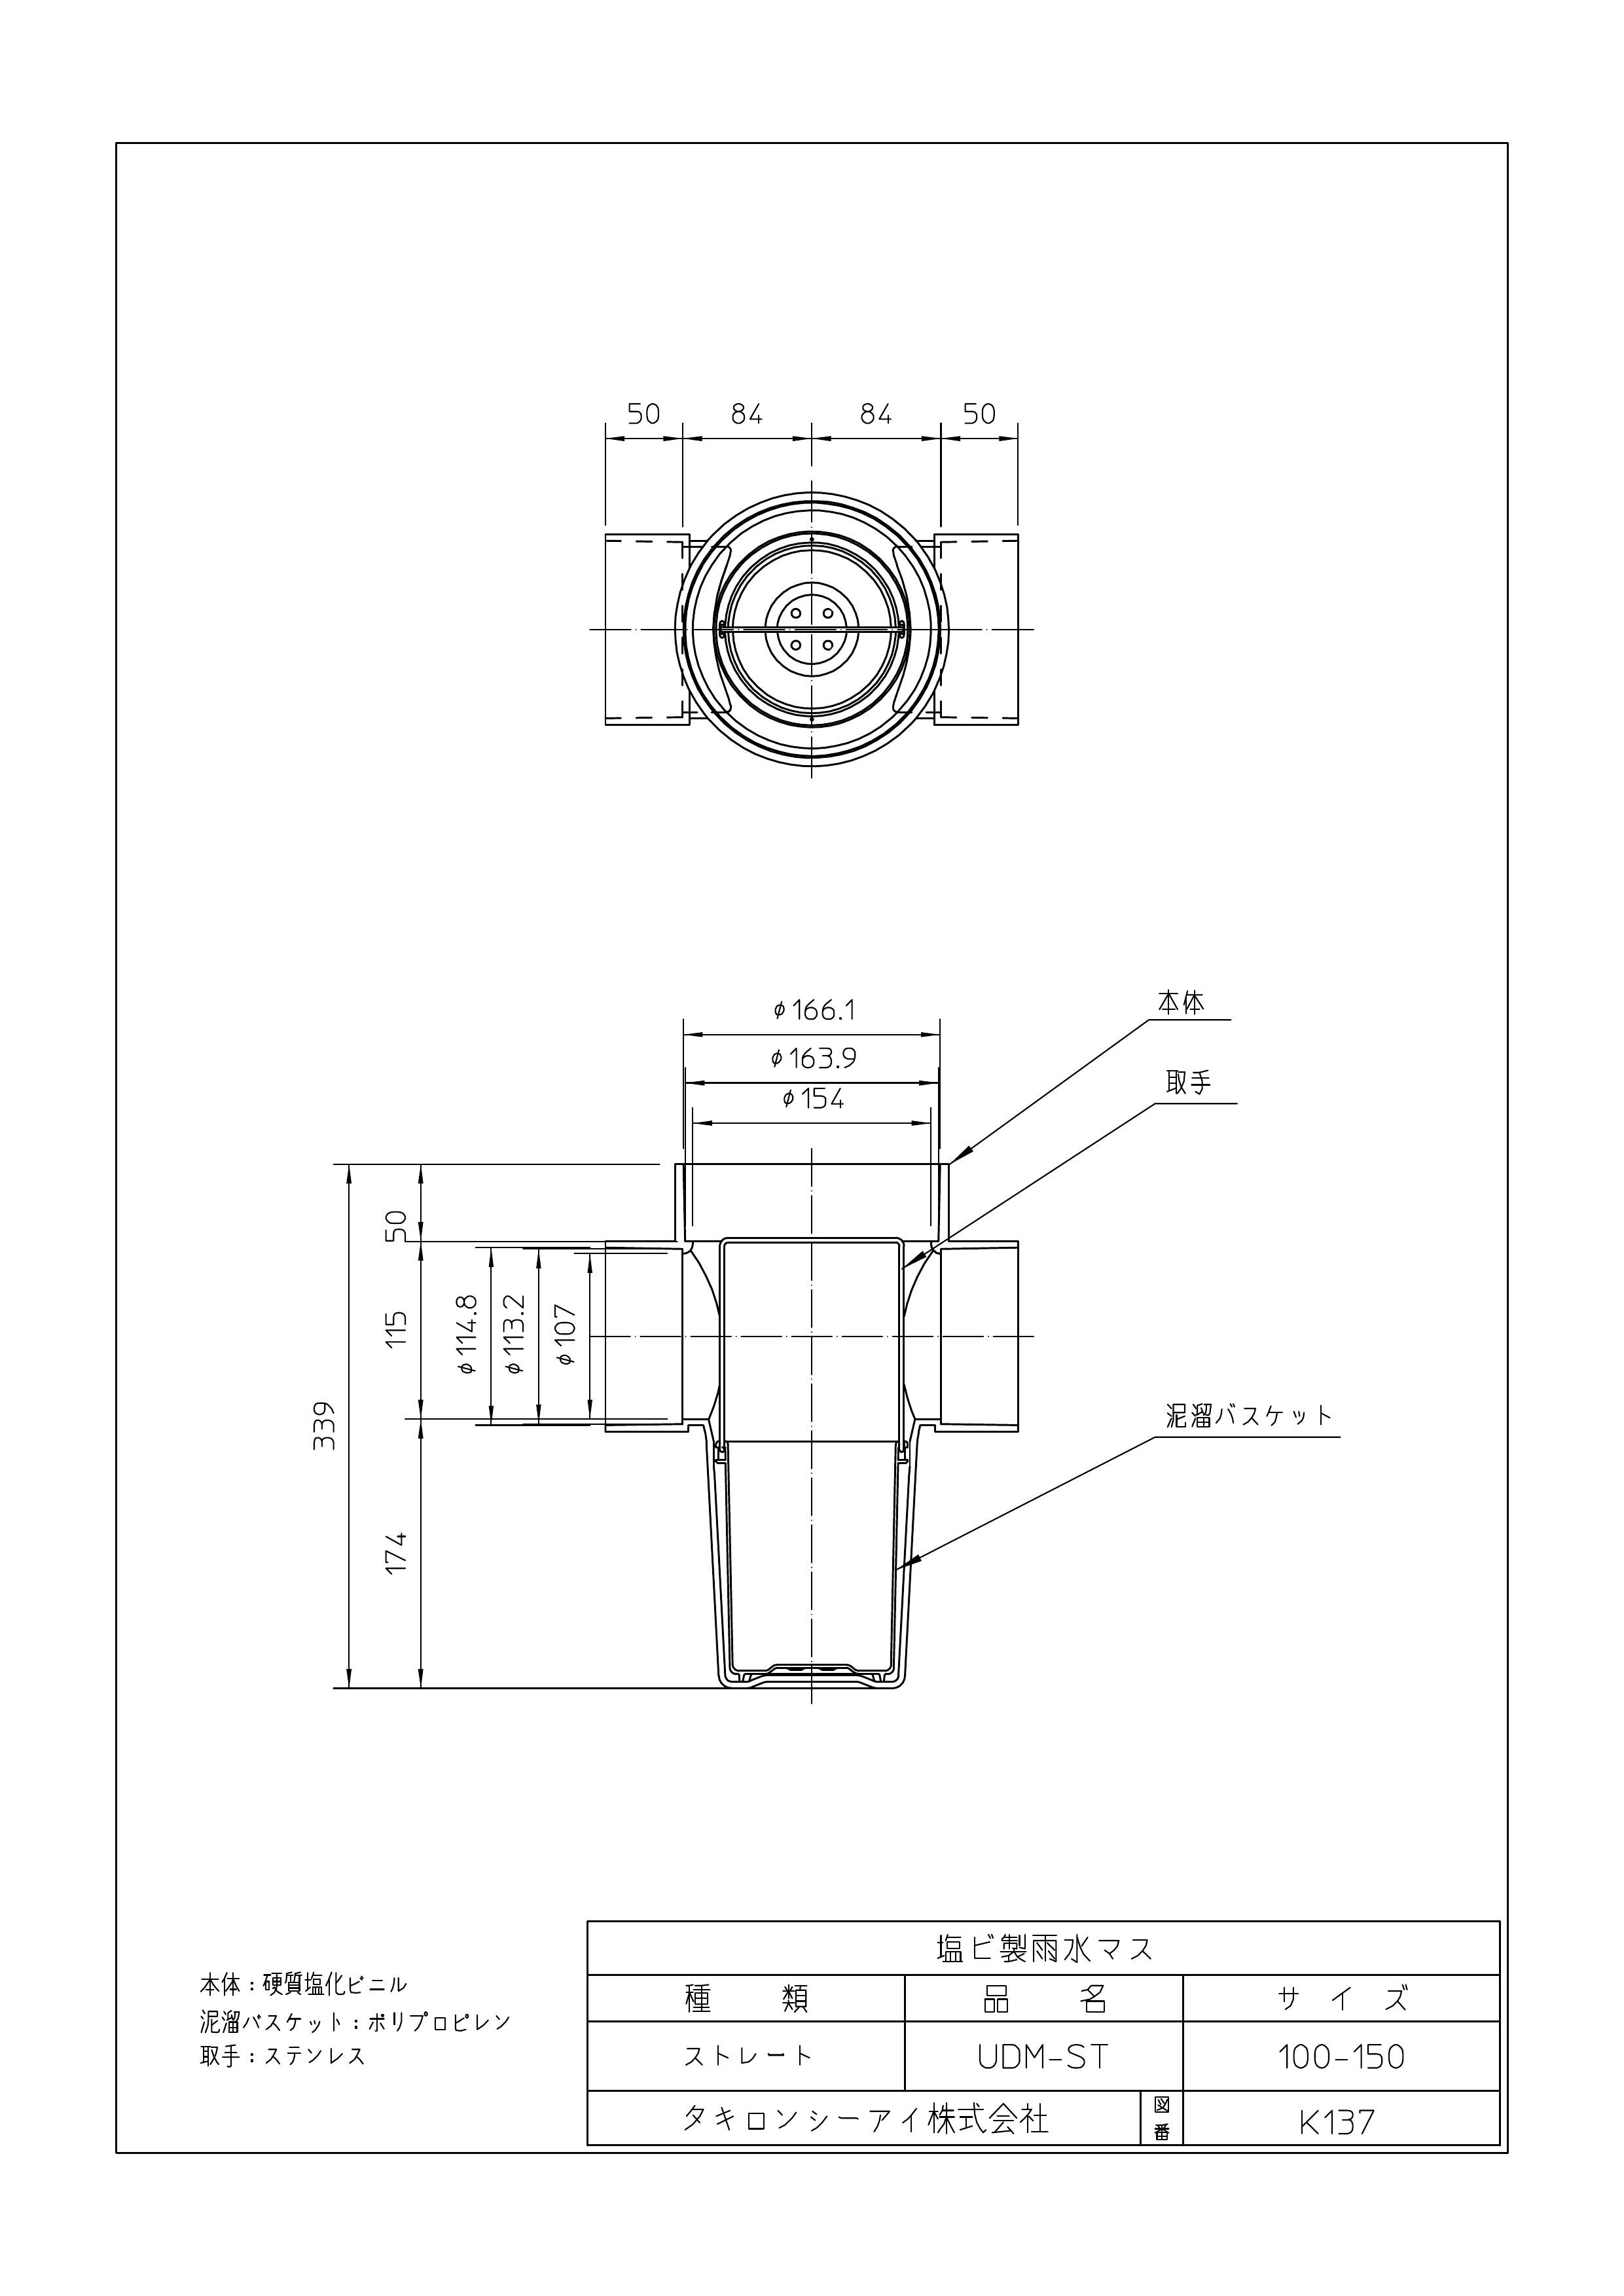 50 84 84 50
本体
φ166.1
取手
φ163.9
φ154
50
115
φ114.8
φ113.2
φ107
339
174
泥溜バスケット
塩ビ製雨水マス
種 類 品 名 サ イ ズ
ストレート UDM-ST 100-150
タキロンシーアイ株式会社 図番 K137
本体：硬質塩化ビニル
泥溜バスケット：ポリプロピレン
取手：ステンレス